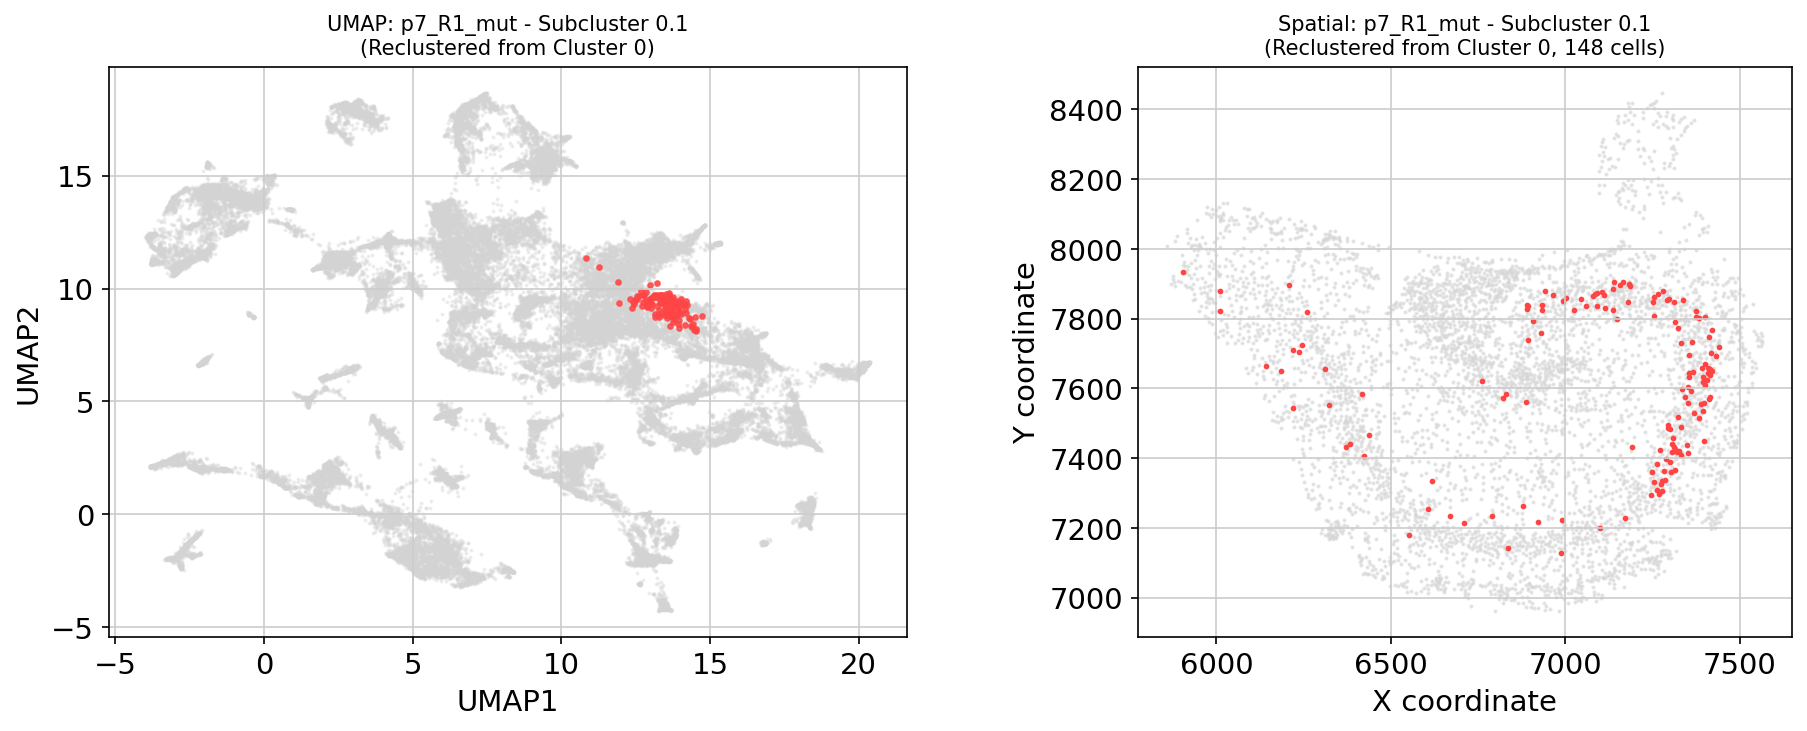 UMAP: p7_R1_mut - Subcluster 0.1
(Reclustered from Cluster 0)
15
10
5
0
−5
−5
0
5
10
15
20
UMAP1
UMAP2
Spatial: p7_R1_mut - Subcluster 0.1
(Reclustered from Cluster 0, 148 cells)
8400
8200
8000
7800
7600
7400
7200
7000
6000
6500
7000
7500
X coordinate
Y coordinate